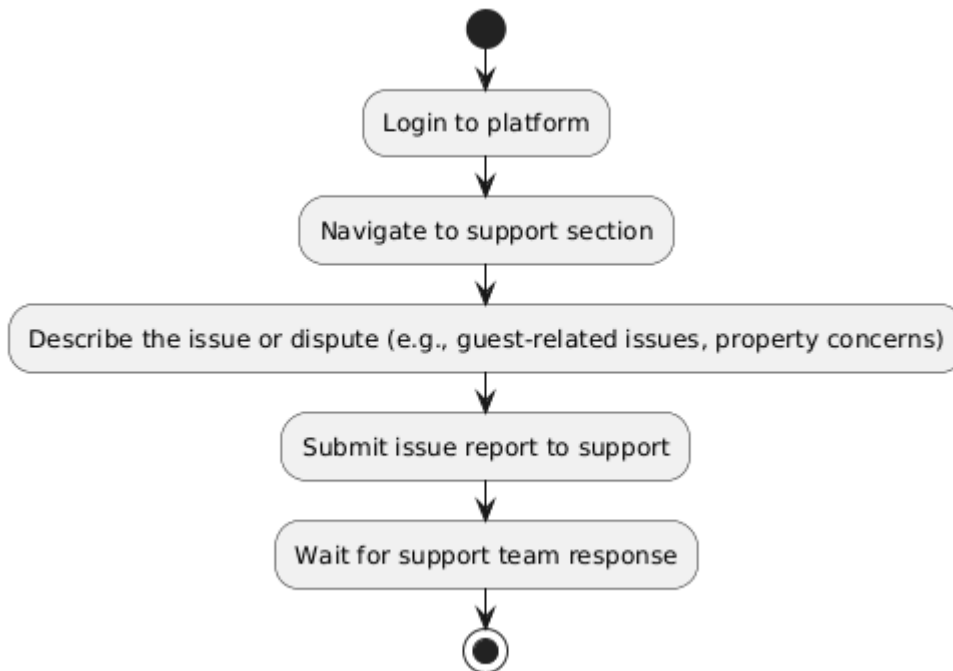 Login to platform
Navigate to support section
Describe the issue or dispute (e.g., guest-related issues, property concerns)
Submit issue report to support
Wait for support team response